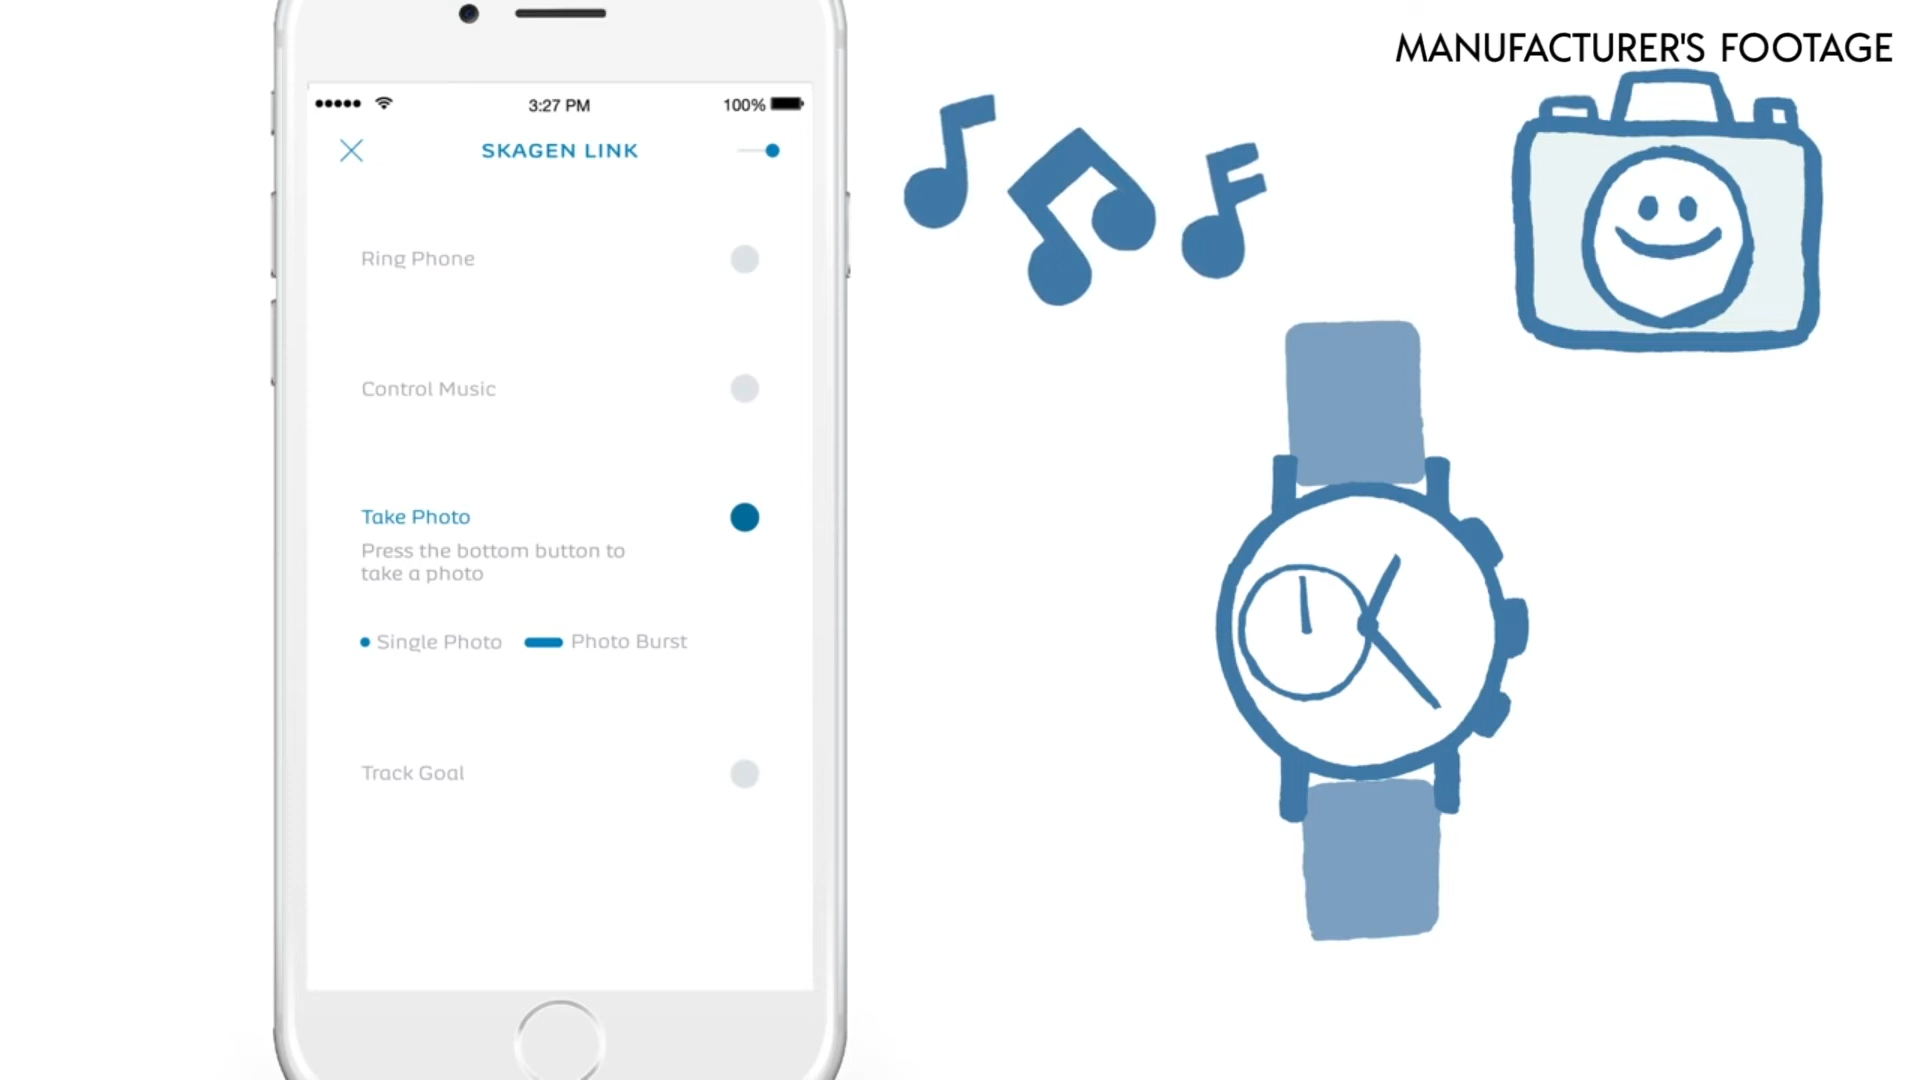 MANUFACTURER'S FOOTAGE
3:27 PM
100%
SKAGEN LINK
Ring Phone
Control Music
Take Photo
Press the bottom button to
take a photo
Single Photo
Photo Burst
Track Goal